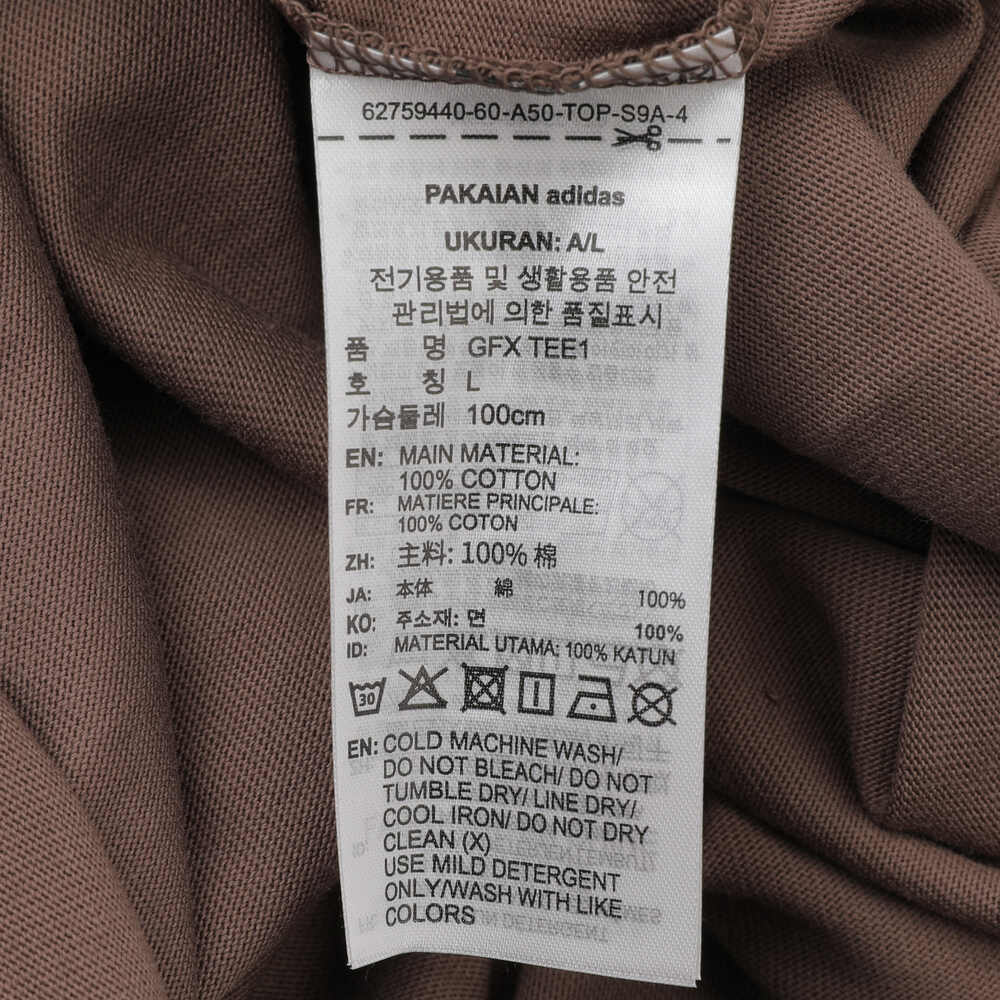 62759440-60-A50-TOP-S9A-4
PAKAIAN adidas
UKURAN: A/L
전기용품 및 생활용품 안전
관리법에 의한 품질표시
품 명 GFX TEE1
호 칭 L
가슴둘레 100cm
EN: MAIN MATERIAL:
100% COTTON
FR: MATIERE PRINCIPALE:
100% COTON
ZH: 主料: 100% 棉
JA: 本体 綿 100%
KO: 주소재: 면 100%
ID: MATERIAL UTAMA: 100% KATUN
30
EN: COLD MACHINE WASH/
DO NOT BLEACH/ DO NOT
TUMBLE DRY/ LINE DRY/
COOL IRON/ DO NOT DRY
CLEAN (X)
USE MILD DETERGENT
ONLY/WASH WITH LIKE
COLORS